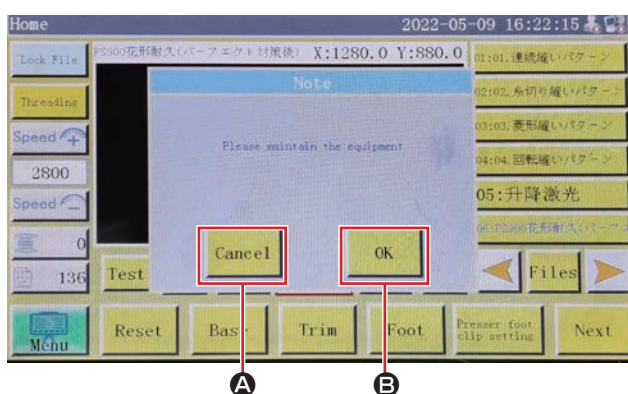 Home 2022-05-09 16:22:15
Lock File
PS900花形耐久(パーフェクト対策後) X:1280.0 Y:880.0
01:01.連続縫いパターン
Note
Threading
02:02.糸切り縫いパターン
Speed
Please maintain the equipment
03:03.菱形縫いパターン
2800
04:04.回転縫いパターン
Speed
05:升降激光
0
Cancel
OK
136
Test
Files
Menu
Reset
Trim
Foot
Presser foot
clip setting
Next
A
B